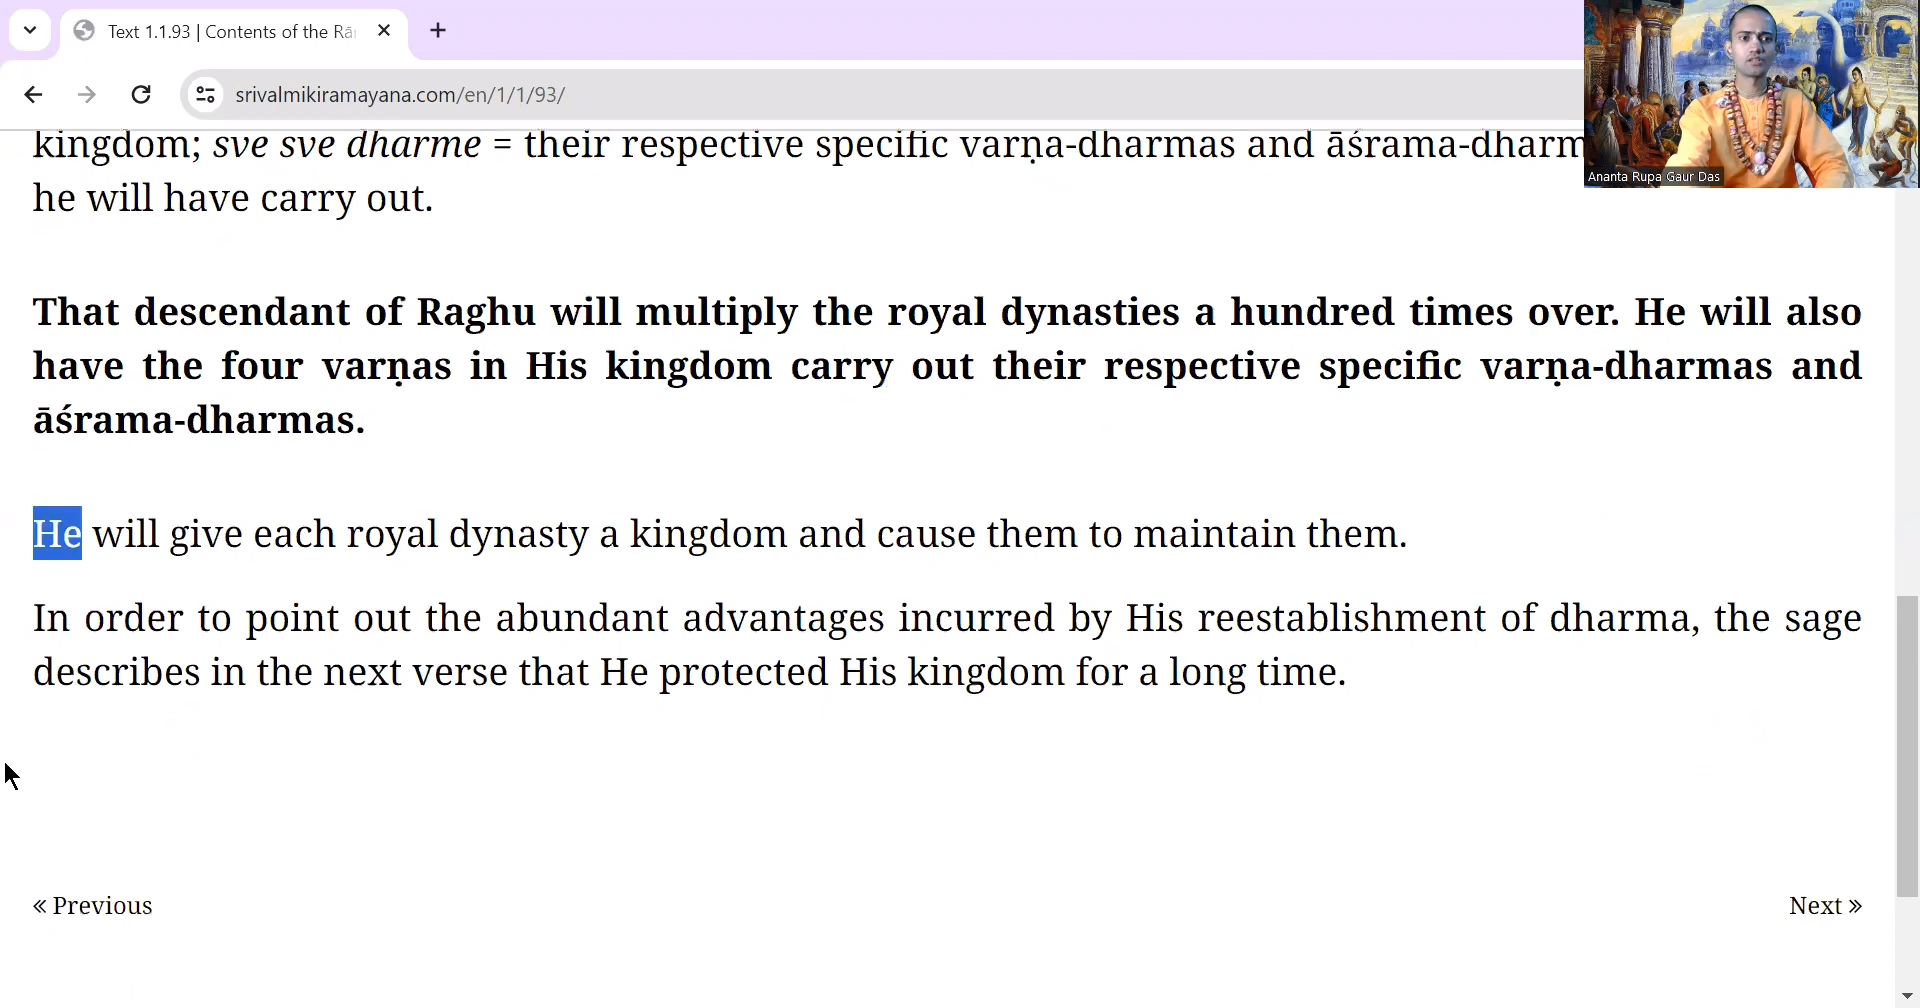 Text 1.1.93 | Contents of the Rā
srivalmikiramayana.com/en/1/1/93/
Ananta Rupa Gaur Das
kingdom; sve sve dharme = their respective specific varṇa-dharmas and āśrama-dharm
he will have carry out.
That descendant of Raghu will multiply the royal dynasties a hundred times over. He will also
have the four varṇas in His kingdom carry out their respective specific varṇa-dharmas and
āśrama-dharmas.
He will give each royal dynasty a kingdom and cause them to maintain them.
In order to point out the abundant advantages incurred by His reestablishment of dharma, the sage
describes in the next verse that He protected His kingdom for a long time.
« Previous
Next »